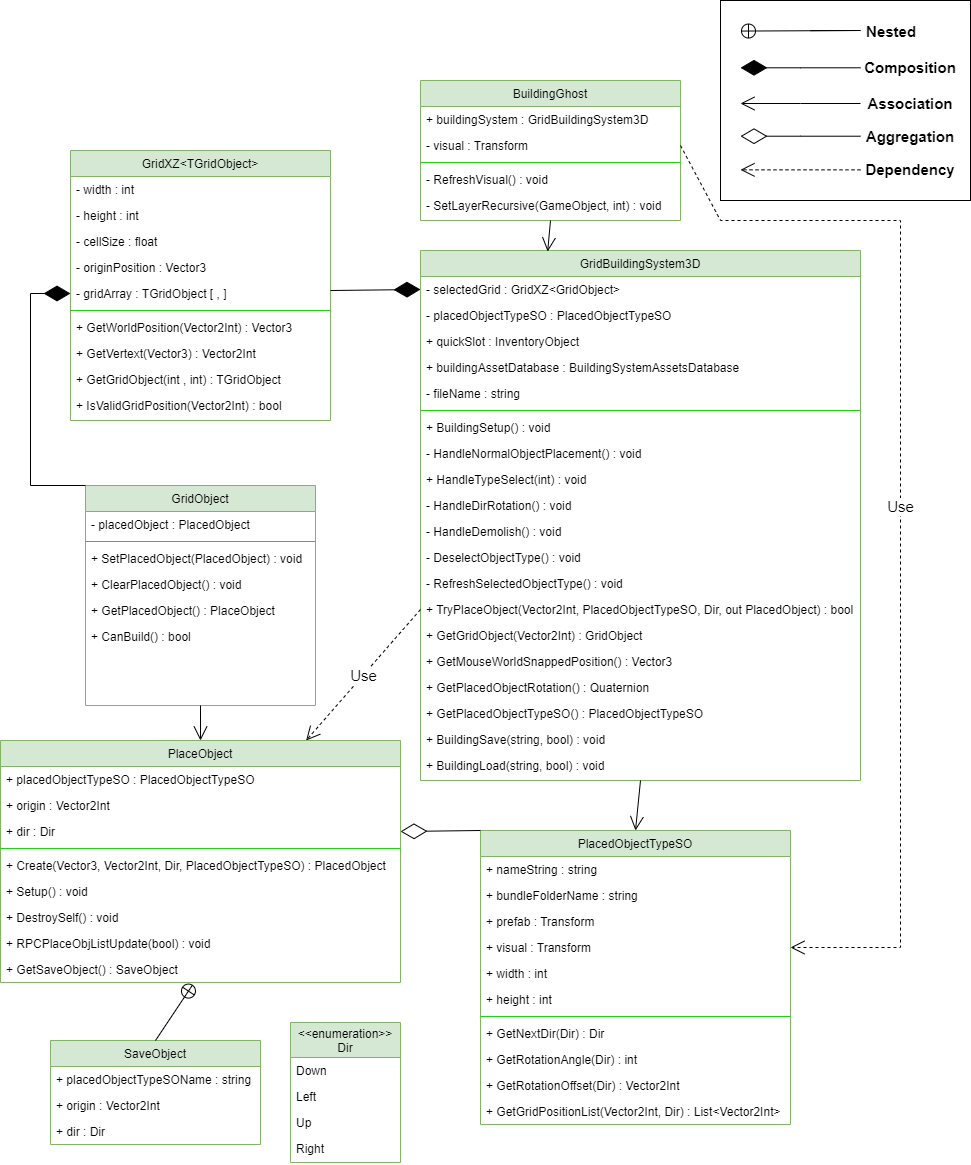 Nested
Composition
Association
Aggregation
Dependency
BuildingGhost
+ buildingSystem : GridBuildingSystem3D
- visual : Transform
- RefreshVisual() : void
- SetLayerRecursive(GameObject, int) : void
GridXZ<TGridObject>
- width : int
- height : int
- cellSize : float
- originPosition : Vector3
- gridArray : TGridObject [ , ]
+ GetWorldPosition(Vector2Int) : Vector3
+ GetVertext(Vector3) : Vector2Int
+ GetGridObject(int , int) : TGridObject
+ IsValidGridPosition(Vector2Int) : bool
GridBuildingSystem3D
- selectedGrid : GridXZ<GridObject>
- placedObjectTypeSO : PlacedObjectTypeSO
+ quickSlot : InventoryObject
+ buildingAssetDatabase : BuildingSystemAssetsDatabase
- fileName : string
+ BuildingSetup() : void
- HandleNormalObjectPlacement() : void
+ HandleTypeSelect(int) : void
- HandleDirRotation() : void
- HandleDemolish() : void
- DeselectObjectType() : void
- RefreshSelectedObjectType() : void
+ TryPlaceObject(Vector2Int, PlacedObjectTypeSO, Dir, out PlacedObject) : bool
+ GetGridObject(Vector2Int) : GridObject
+ GetMouseWorldSnappedPosition() : Vector3
+ GetPlacedObjectRotation() : Quaternion
+ GetPlacedObjectTypeSO() : PlacedObjectTypeSO
+ BuildingSave(string, bool) : void
+ BuildingLoad(string, bool) : void
Use
GridObject
- placedObject : PlacedObject
+ SetPlacedObject(PlacedObject) : void
+ ClearPlacedObject() : void
+ GetPlacedObject() : PlaceObject
+ CanBuild() : bool
Use
PlaceObject
+ placedObjectTypeSO : PlacedObjectTypeSO
+ origin : Vector2Int
+ dir : Dir
+ Create(Vector3, Vector2Int, Dir, PlacedObjectTypeSO) : PlacedObject
+ Setup() : void
+ DestroySelf() : void
+ RPCPlaceObjListUpdate(bool) : void
+ GetSaveObject() : SaveObject
PlacedObjectTypeSO
+ nameString : string
+ bundleFolderName : string
+ prefab : Transform
+ visual : Transform
+ width : int
+ height : int
+ GetNextDir(Dir) : Dir
+ GetRotationAngle(Dir) : int
+ GetRotationOffset(Dir) : Vector2Int
+ GetGridPositionList(Vector2Int, Dir) : List<Vector2Int>
SaveObject
+ placedObjectTypeSOName : string
+ origin : Vector2Int
+ dir : Dir
<<enumeration>>
Dir
Down
Left
Up
Right